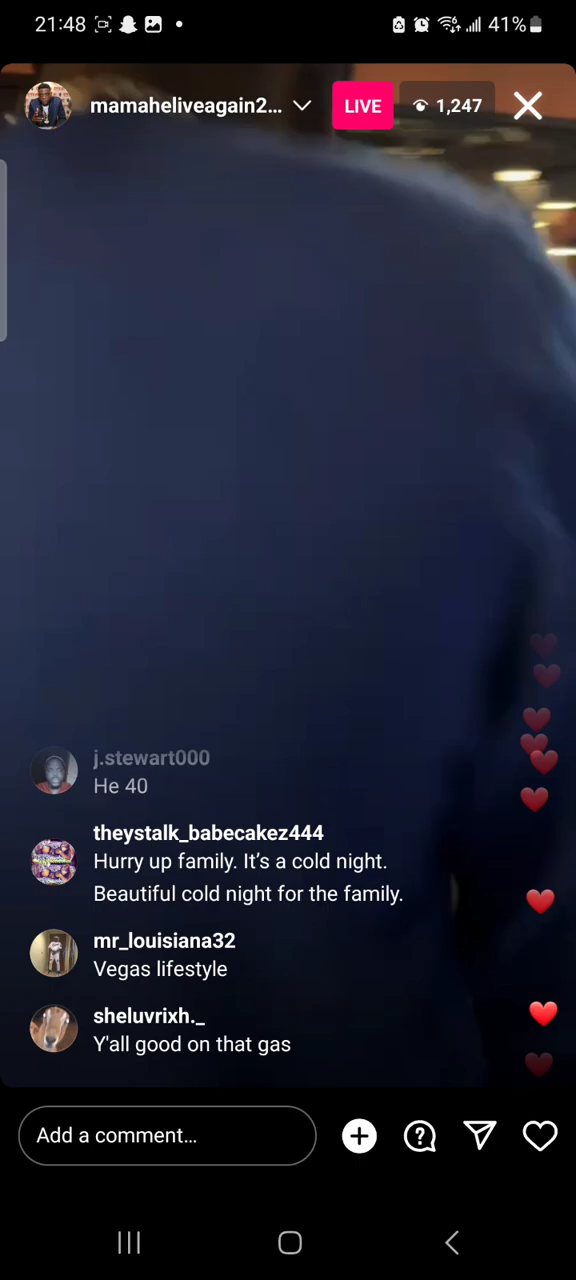 21:48
41%
mamaheliveagain2...
LIVE
1,247
j.stewart000
He 40
theystalk_babecakez444
Hurry up family. It's a cold night.
Beautiful cold night for the family.
mr_louisiana32
Vegas lifestyle
sheluvrixh._
Y'all good on that gas
Add a comment...